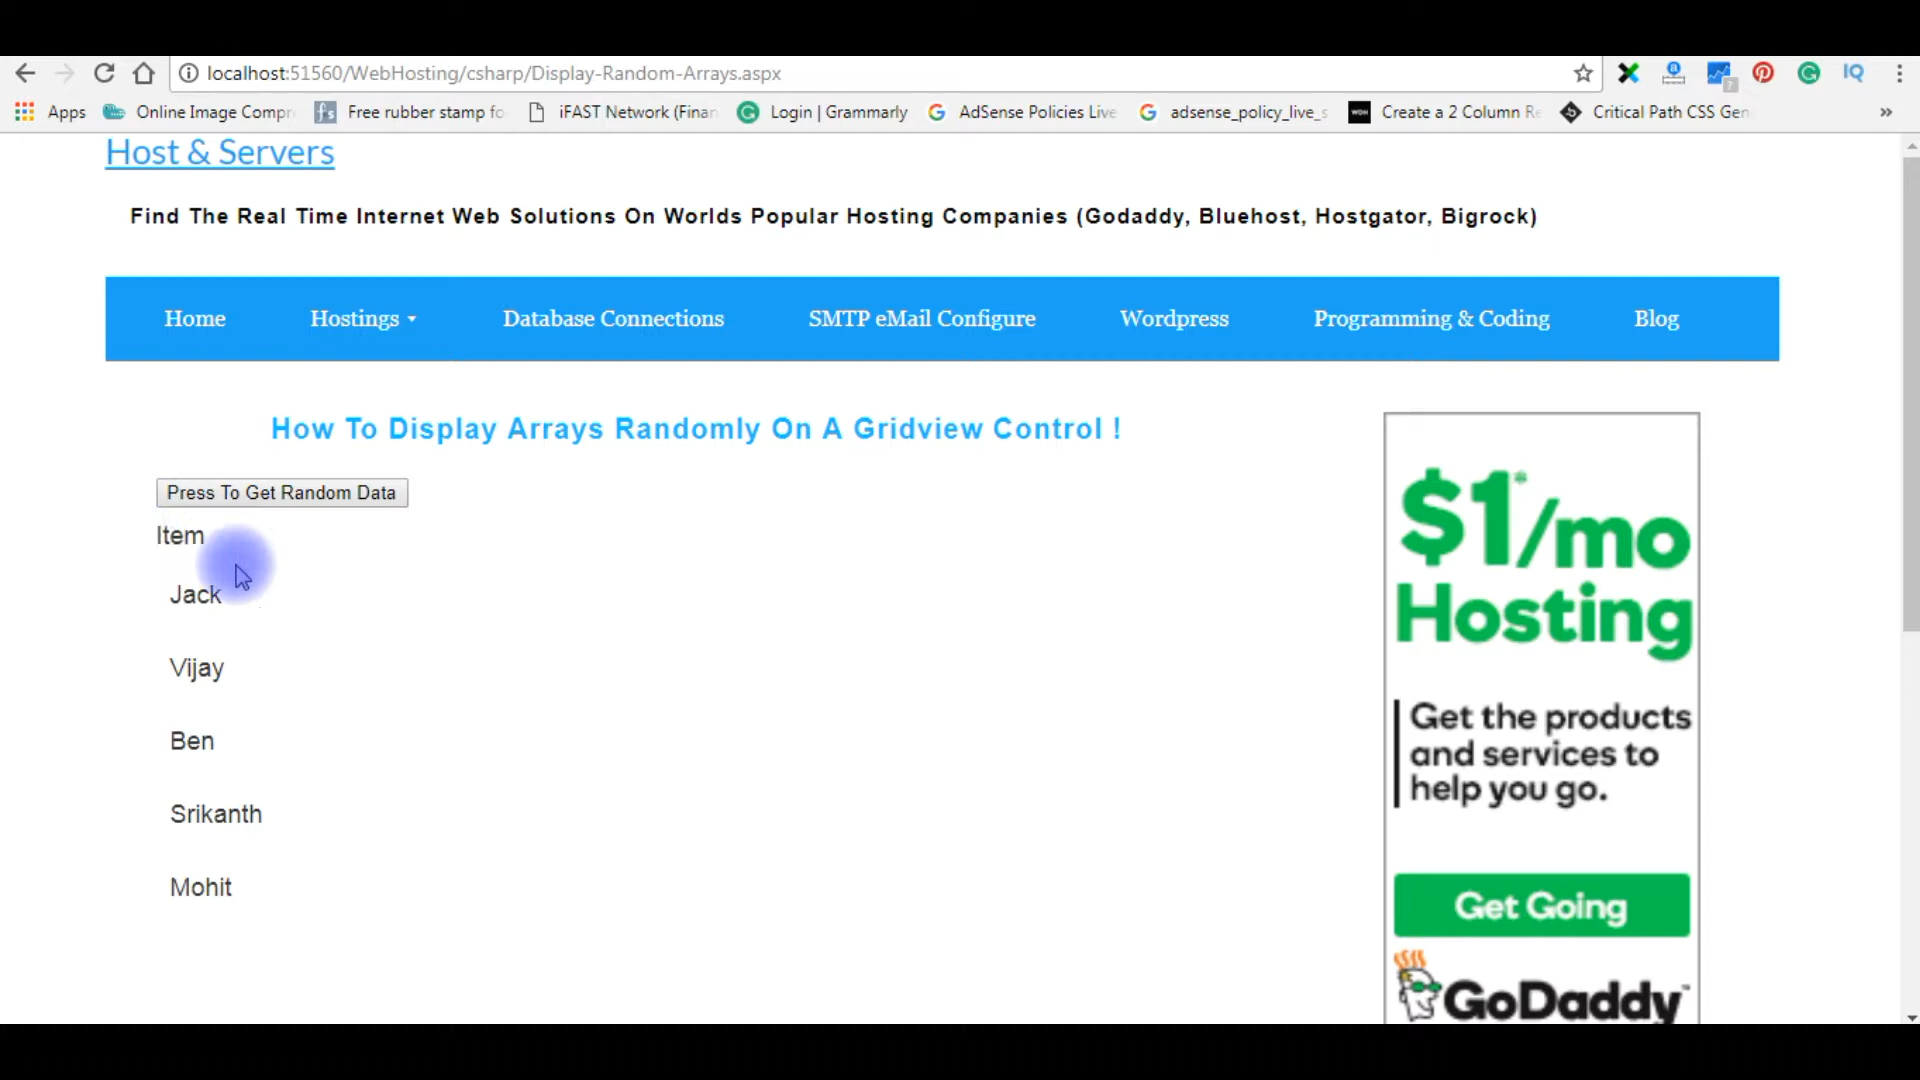 localhost:51560/WebHosting/csharp/Display-Random-Arrays.aspx
Apps Online Image Compr Free rubber stamp fo iFAST Network (Finan Login | Grammarly AdSense Policies Live adsense_policy_live_s Create a 2 Column Re Critical Path CSS Gen »
Host & Servers
Find The Real Time Internet Web Solutions On Worlds Popular Hosting Companies (Godaddy, Bluehost, Hostgator, Bigrock)
Home Hostings Database Connections SMTP eMail Configure Wordpress Programming & Coding Blog
How To Display Arrays Randomly On A Gridview Control !
Press To Get Random Data
Item
Jack
Vijay
Ben
Srikanth
Mohit
$1*/mo
Hosting
Get the products
and services to
help you go.
Get Going
GoDaddy™